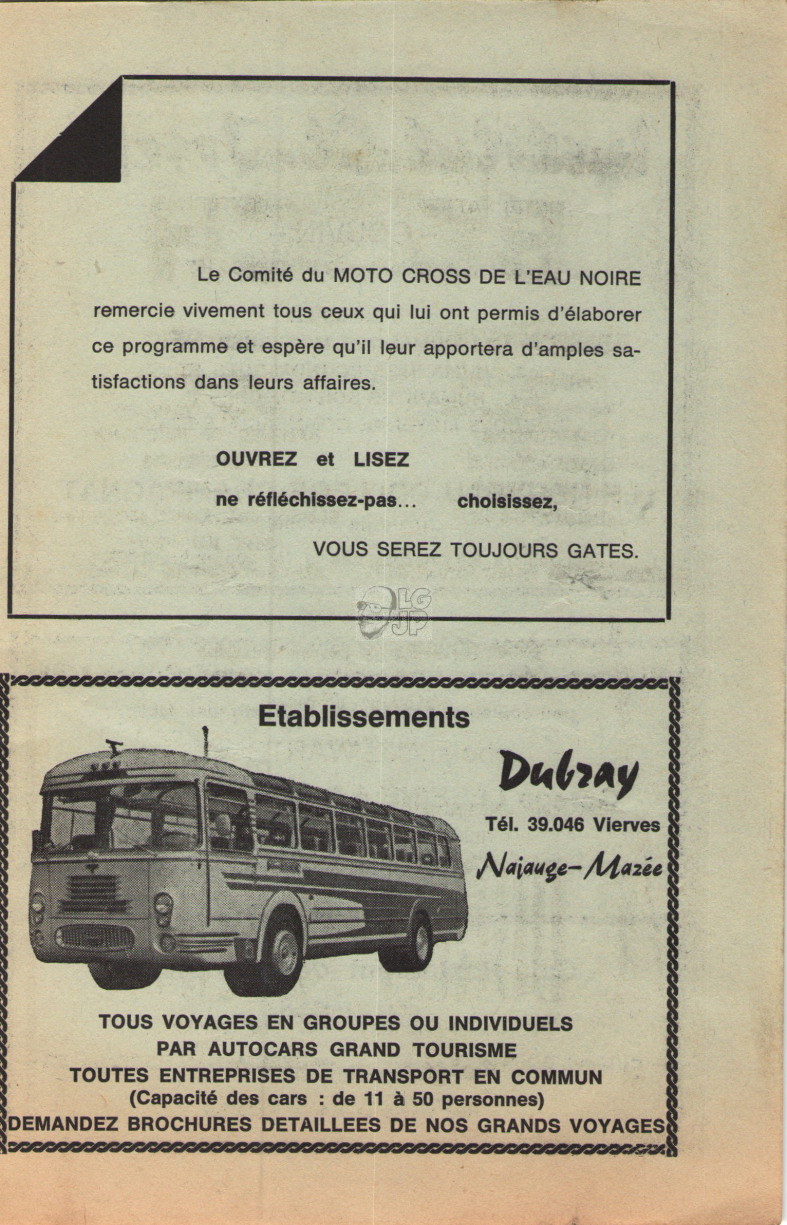 Le Comité du MOTO CROSS DE L'EAU NOIRE
remercie vivement tous ceux qui lui ont permis d'élaborer
ce programme et espère qu'il leur apportera d'amples sa-
tisfactions dans leurs affaires.
OUVREZ et LISEZ
ne réfléchissez-pas... choisissez,
VOUS SEREZ TOUJOURS GATES.
LG
JP
Etablissements
Dubray
Tél. 39.046 Vierves
Najauge-Mazée
TOUS VOYAGES EN GROUPES OU INDIVIDUELS
PAR AUTOCARS GRAND TOURISME
TOUTES ENTREPRISES DE TRANSPORT EN COMMUN
(Capacité des cars : de 11 à 50 personnes)
DEMANDEZ BROCHURES DETAILLEES DE NOS GRANDS VOYAGES